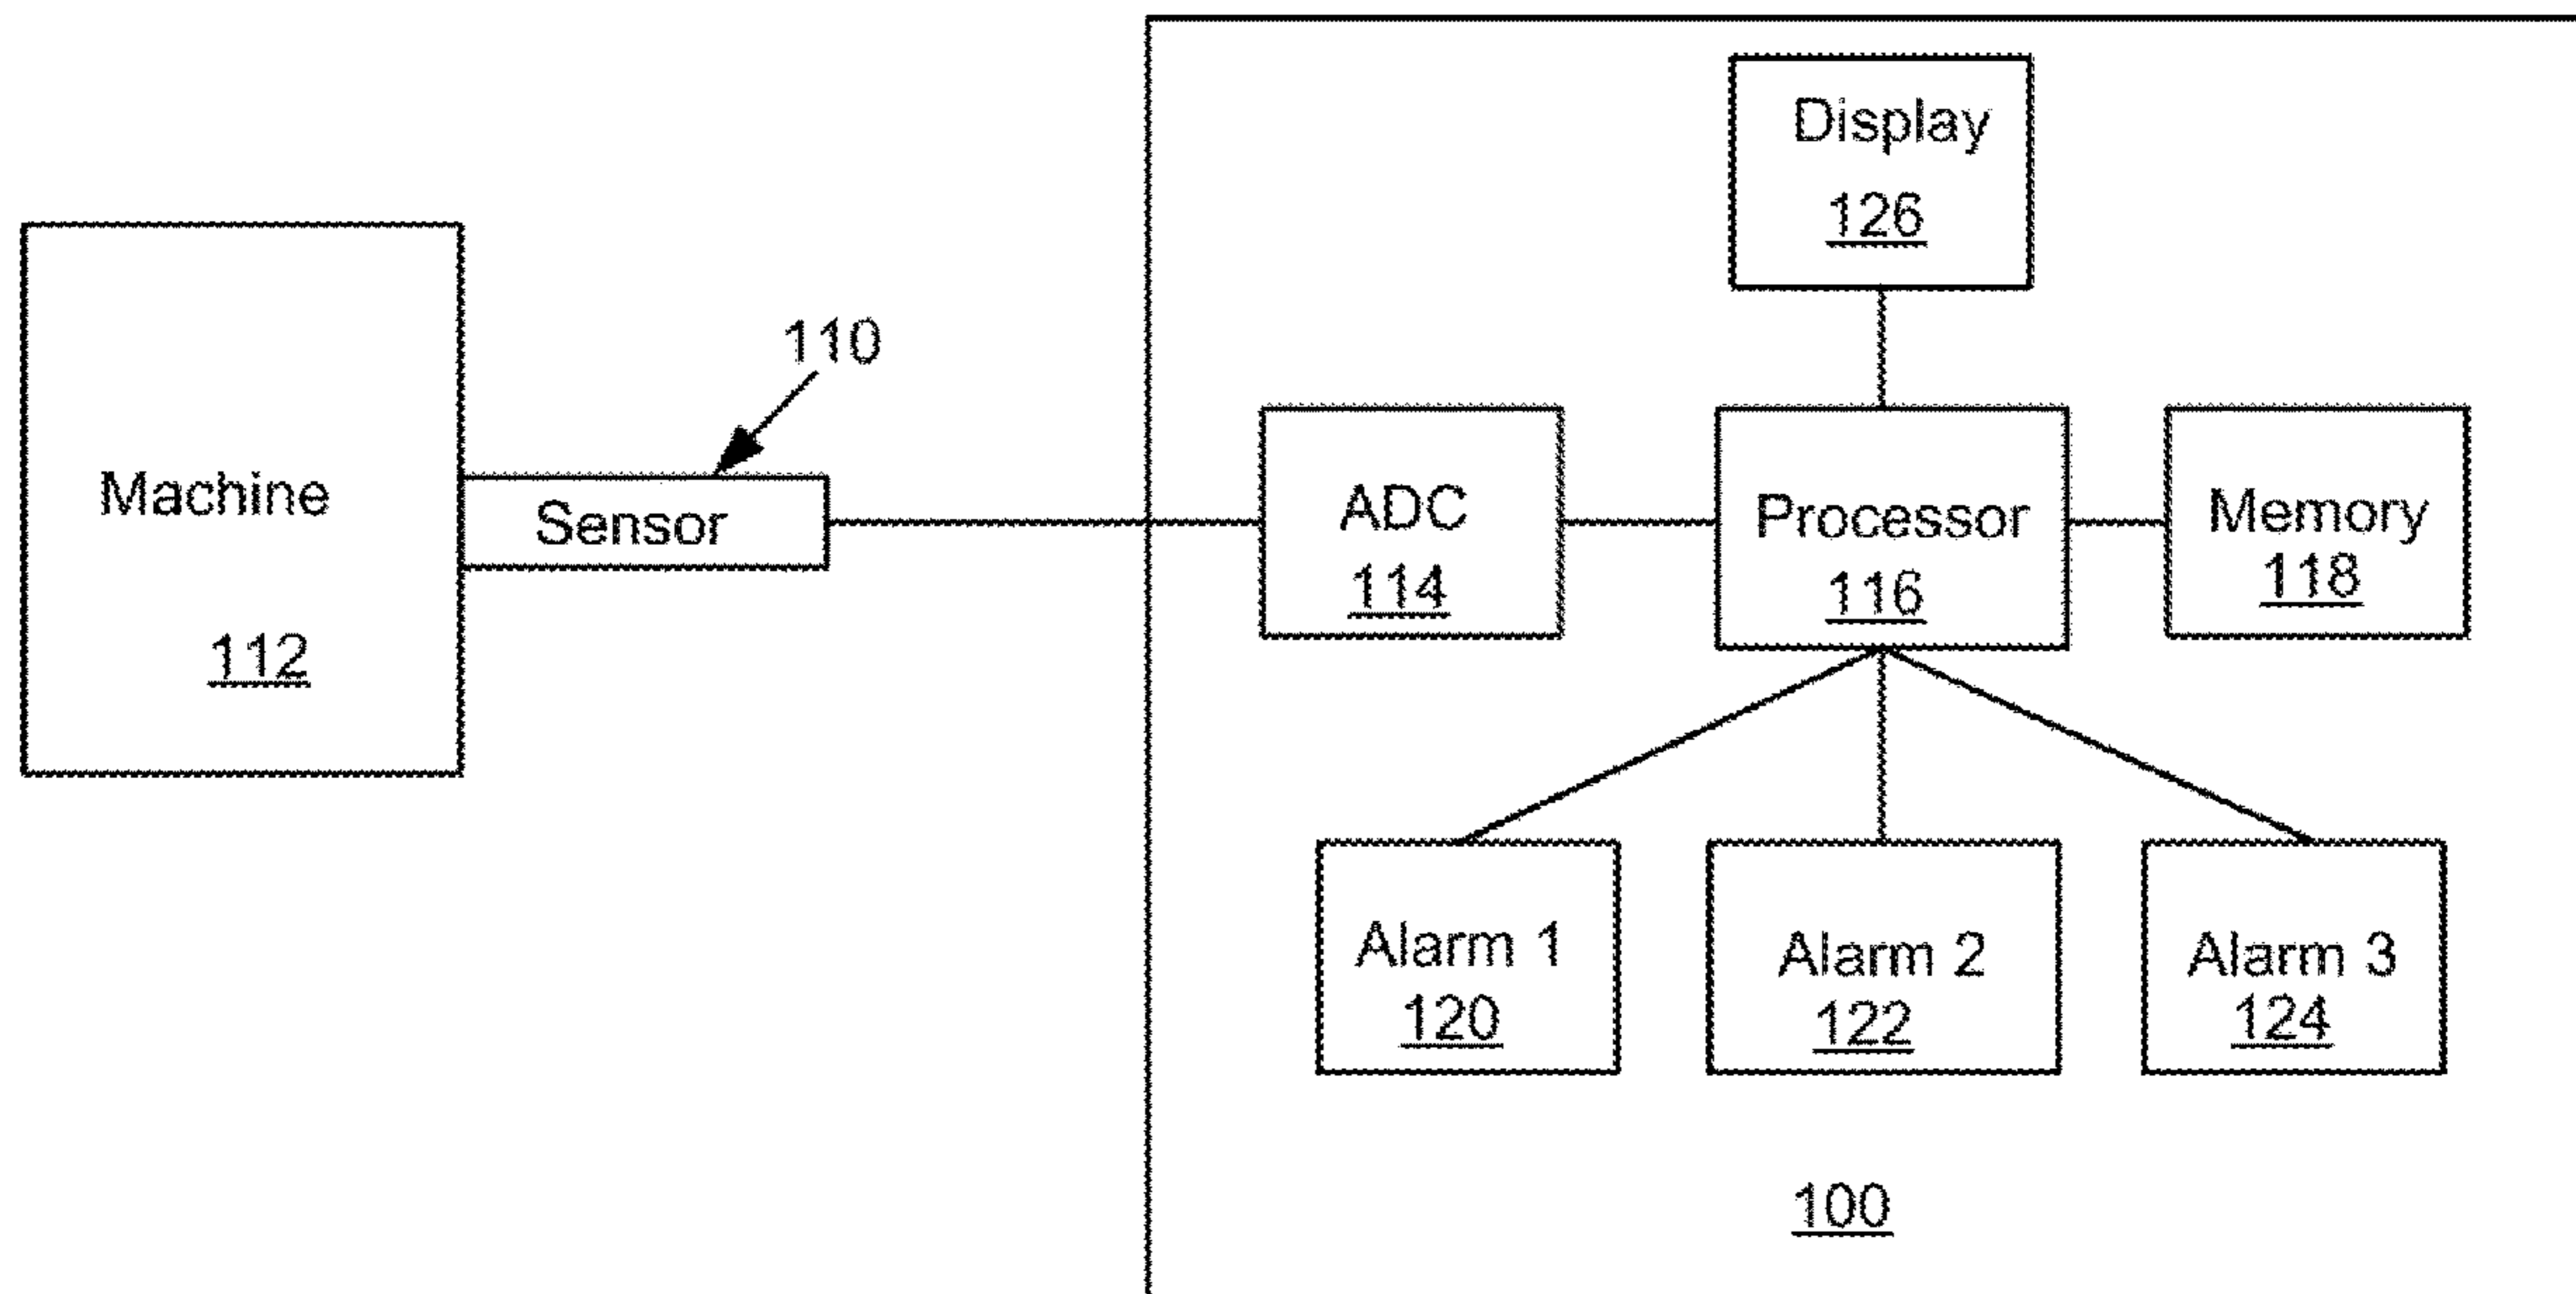 Display
126
110
Machine
112
Sensor
ADC
114
Processor
116
Memory
118
Alarm 1
120
Alarm 2
122
Alarm 3
124
100